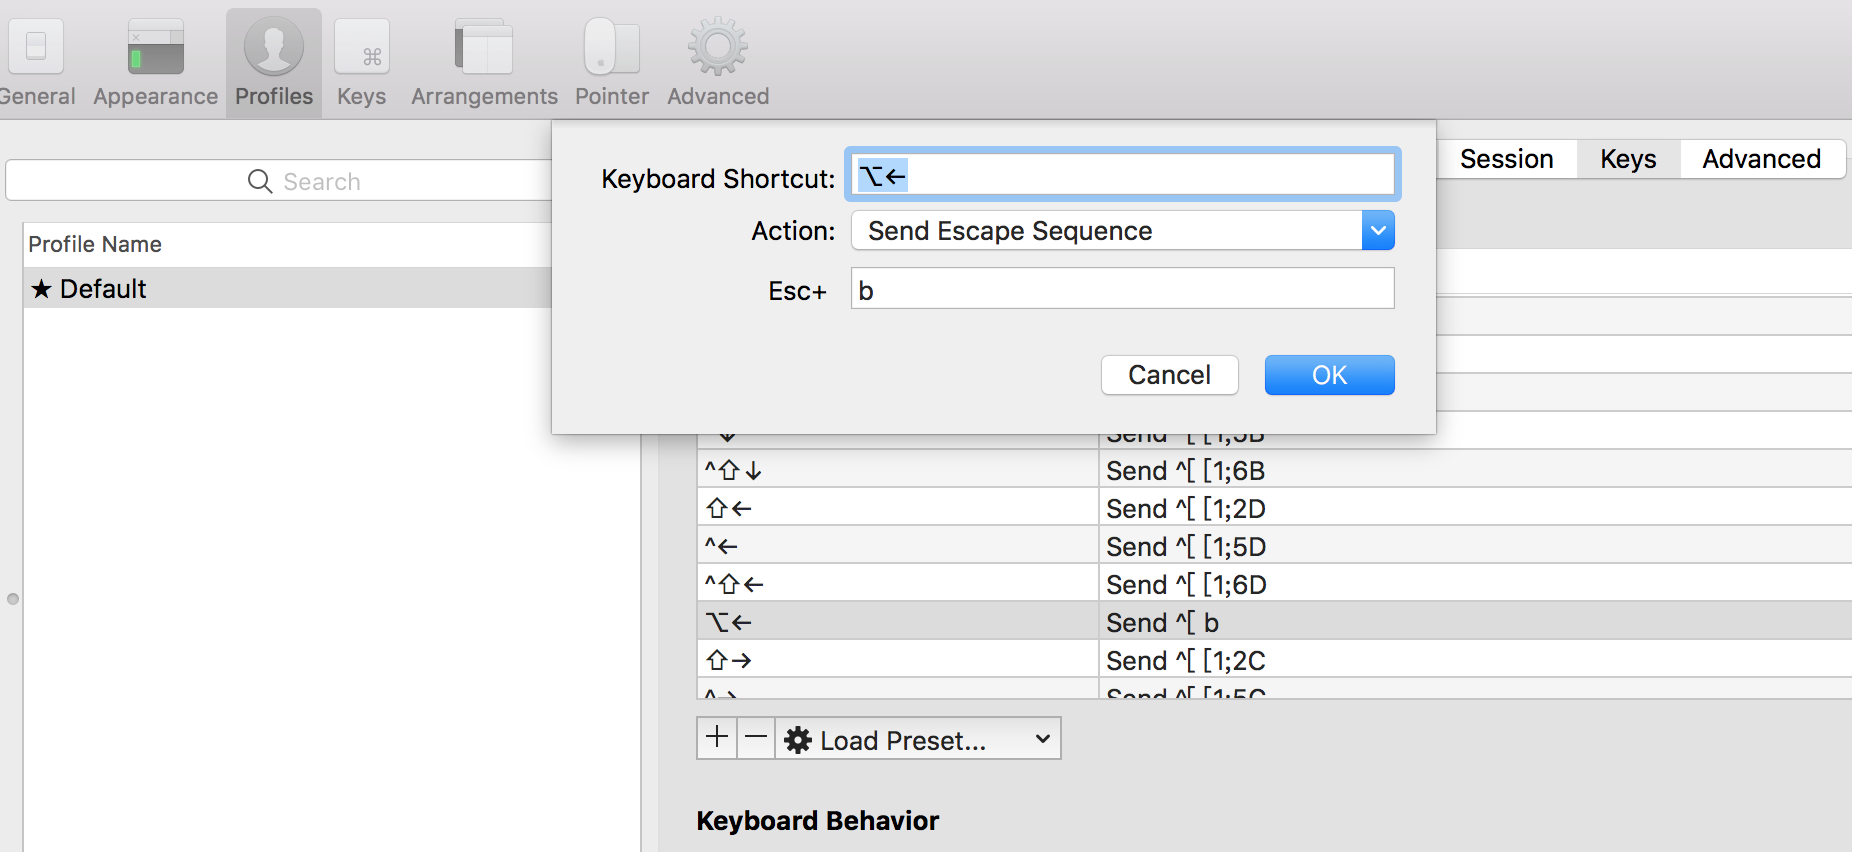 General Appearance Profiles Keys Arrangements Pointer Advanced
Keyboard Shortcut: ⌥←
Action: Send Escape Sequence
Esc+ b
Cancel OK
Session Keys Advanced
Search
Profile Name
★ Default
Send ^[ [1;5B
^⇧↓ Send ^[ [1;6B
⇧← Send ^[ [1;2D
^← Send ^[ [1;5D
^⇧← Send ^[ [1;6D
⌥← Send ^[ b
⇧→ Send ^[ [1;2C
^→ Send ^[ [1;5C
+ − Load Preset...
Keyboard Behavior